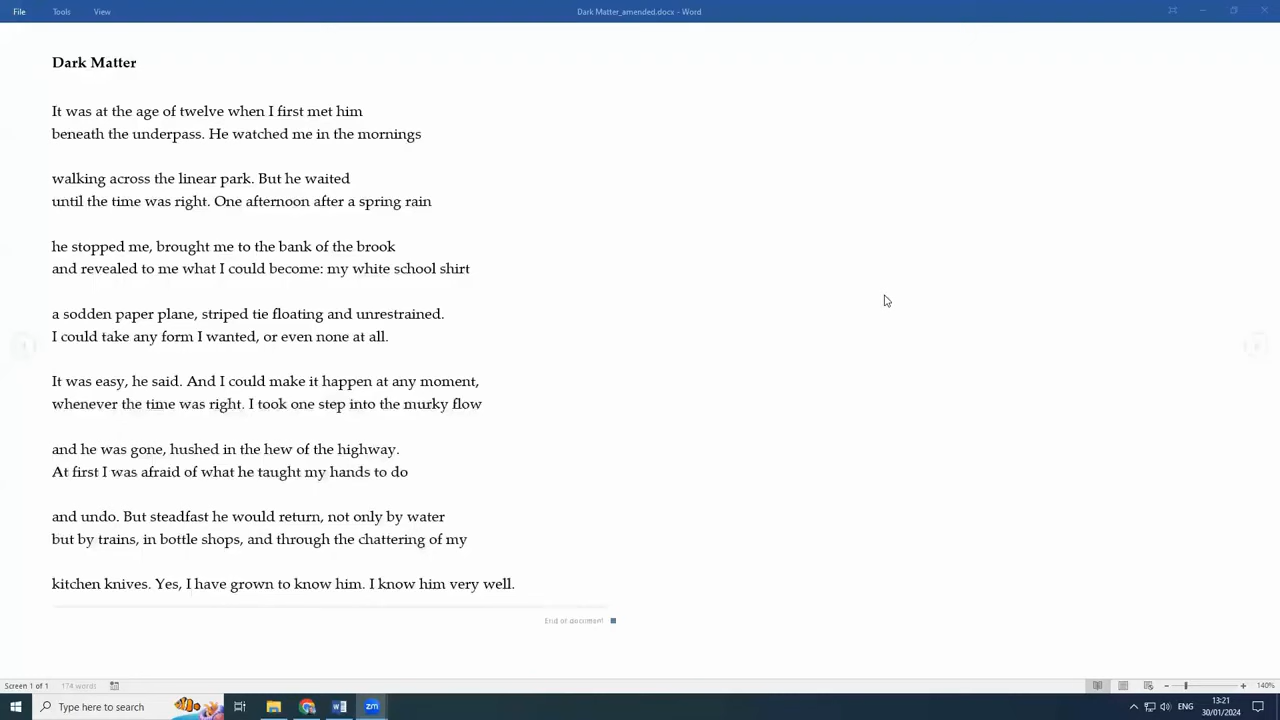 File Tools View Dark Matter_amended.docx - Word
Dark Matter
It was at the age of twelve when I first met him
beneath the underpass. He watched me in the mornings
walking across the linear park. But he waited
until the time was right. One afternoon after a spring rain
he stopped me, brought me to the bank of the brook
and revealed to me what I could become: my white school shirt
a sodden paper plane, striped tie floating and unrestrained.
I could take any form I wanted, or even none at all.
It was easy, he said. And I could make it happen at any moment,
whenever the time was right. I took one step into the murky flow
and he was gone, hushed in the hew of the highway.
At first I was afraid of what he taught my hands to do
and undo. But steadfast he would return, not only by water
but by trains, in bottle shops, and through the chattering of my
kitchen knives. Yes, I have grown to know him. I know him very well.
End of document
Screen 1 of 1 174 words 140%
Type here to search W zm ENG 13:21
30/01/2024